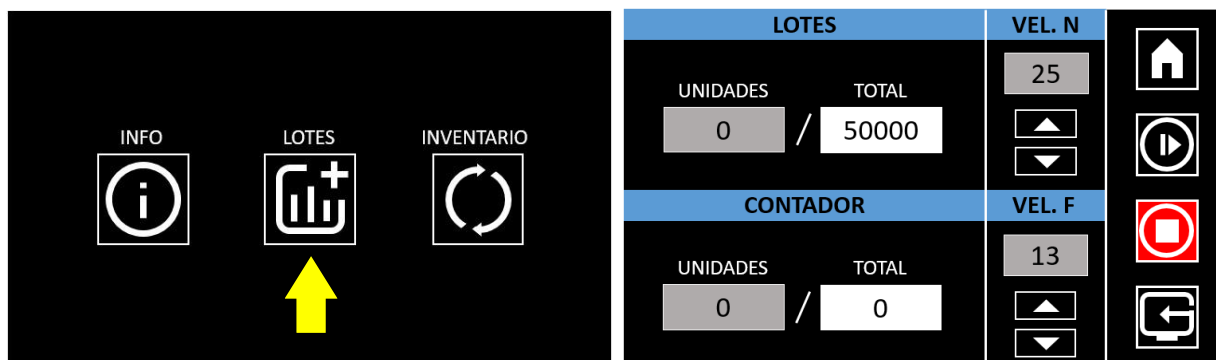 INFO
LOTES
INVENTARIO
LOTES
VEL. N
UNIDADES
TOTAL
0 / 50000
25
CONTADOR
VEL. F
UNIDADES
TOTAL
0 / 0
13